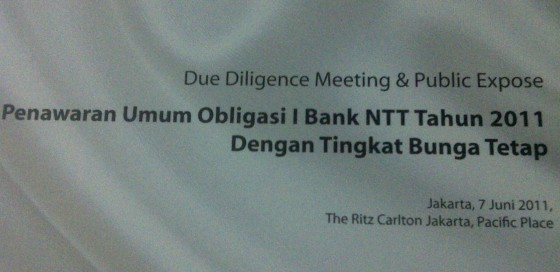 Due Diligence Meeting & Public Expose
Penawaran Umum Obligasi I Bank NTT Tahun 2011
Dengan Tingkat Bunga Tetap
Jakarta, 7 Juni 2011,
The Ritz Carlton Jakarta, Pacific Place